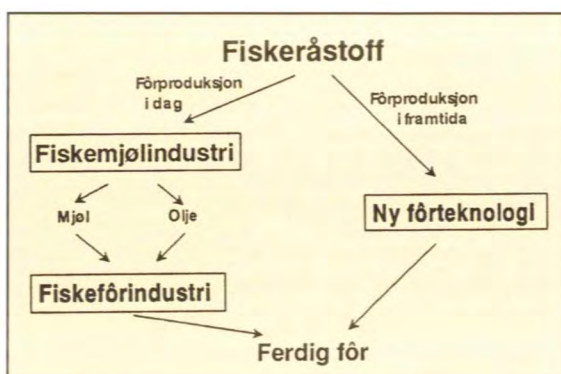 Fiskeråstoff
Fôrproduksjon
i dag
Fôrproduksjon
i framtida
Fiskemjølindustri
Mjøl
Olje
Ny fôrteknologi
Fiskefôrindustri
Ferdig fôr